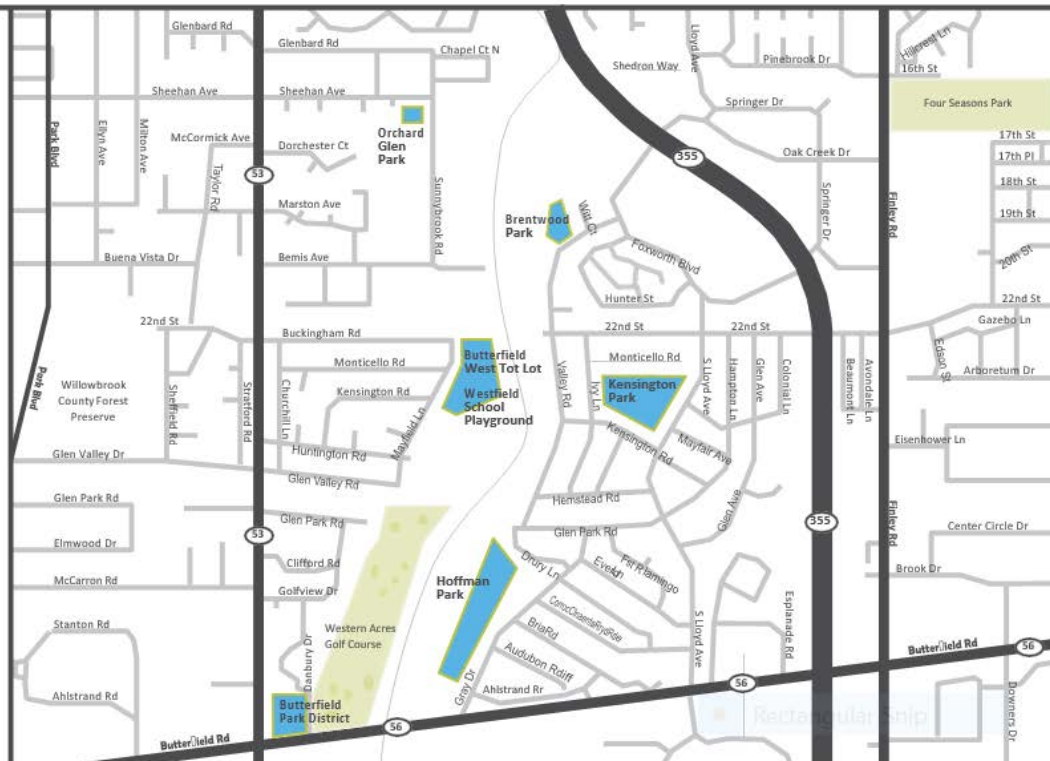 Glenbard Rd
Glenbard Rd
Chapel Ct N
Lloyd Ave
Shedron Way
Pinebrook Dr
Hillcrest Ln
16th St
Sheehan Ave
Sheehan Ave
Springer Dr
Four Seasons Park
Park Blvd
Ellyn Ave
Milton Ave
McCormick Ave
Orchard
Glen
Park
Dorchester Ct
355
Oak Creek Dr
17th St
17th Pl
18th St
53
Taylor Rd
Sunnybrook Rd
Marston Ave
Brentwood
Park
Witt Ct
Springer Dr
Finley Rd
19th St
Buena Vista Dr
Bemis Ave
Foxworth Blvd
20th St
Hunter St
22nd St
22nd St
Buckingham Rd
22nd St
22nd St
Gazebo Ln
Butterfield
West Tot Lot
Monticello Rd
Monticello Rd
Edson St
Arboretum Dr
Park Blvd
Willowbrook
County Forest
Preserve
Sheffield Rd
Stratford Rd
Churchill Ln
Kensington Rd
Mayfield Ln
Westfield
School
Playground
Valley Rd
Ivy Ln
Kensington
Park
S Lloyd Ave
Hampton Ln
Glen Ave
Colonial Ln
Beaumont Ln
Avondale Ln
Kensington Rd
Mayfair Ave
Eisenhower Ln
Glen Valley Dr
Huntington Rd
Glen Valley Rd
Glen Park Rd
Hemstead Rd
Glen Ave
Glen Park Rd
Glen Park Rd
355
Finley Rd
Center Circle Dr
53
Elmwood Dr
Clifford Rd
Drury Ln
Brook Dr
McCarron Rd
Golfview Dr
Hoffman
Park
Stanton Rd
Western Acres
Golf Course
BriaRd
S Lloyd Ave
Esplanade Rd
Audubon Rdiff
Butterfield Rd
56
Danbury Dr
Ahlstrand Rd
Gray Dr
Ahlstrand Rr
56
Downers Dr
Butterfield
Park District
56
Butterfield Rd
Rectangular Snip